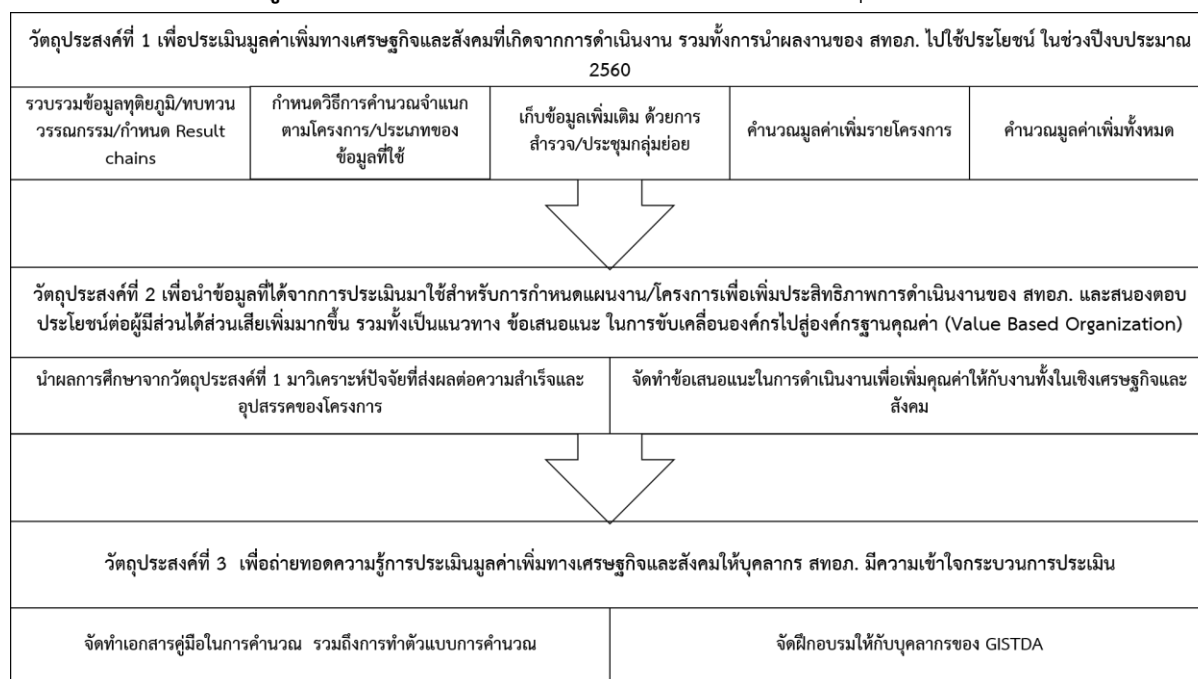 วัตถุประสงค์ที่ 1 เพื่อประเมินมูลค่าเพิ่มทางเศรษฐกิจและสังคมที่เกิดจากการดำเนินงาน รวมทั้งการนำผลงานของ สทอภ. ไปใช้ประโยชน์ ในช่วงปีงบประมาณ
2560
รวบรวมข้อมูลทุติยภูมิ/ทบทวน
วรรณกรรม/กำหนด Result
chains
กำหนดวิธีการคำนวณจำแนก
ตามโครงการ/ประเภทของ
ข้อมูลที่ใช้
เก็บข้อมูลเพิ่มเติม ด้วยการ
สำรวจ/ประชุมกลุ่มย่อย
คำนวณมูลค่าเพิ่มรายโครงการ
คำนวณมูลค่าเพิ่มทั้งหมด
วัตถุประสงค์ที่ 2 เพื่อนำข้อมูลที่ได้จากการประเมินมาใช้สำหรับการกำหนดแผนงาน/โครงการเพื่อเพิ่มประสิทธิภาพการดำเนินงานของ สทอภ. และสนองตอบ
ประโยชน์ต่อผู้มีส่วนได้ส่วนเสียเพิ่มมากขึ้น รวมทั้งเป็นแนวทาง ข้อเสนอแนะ ในการขับเคลื่อนองค์กรไปสู่องค์กรฐานคุณค่า (Value Based Organization)
นำผลการศึกษาจากวัตถุประสงค์ที่ 1 มาวิเคราะห์ปัจจัยที่ส่งผลต่อความสำเร็จและ
อุปสรรคของโครงการ
จัดทำข้อเสนอแนะในการดำเนินงานเพื่อเพิ่มคุณค่าให้กับงานทั้งในเชิงเศรษฐกิจและ
สังคม
วัตถุประสงค์ที่ 3 เพื่อถ่ายทอดความรู้การประเมินมูลค่าเพิ่มทางเศรษฐกิจและสังคมให้บุคลากร สทอภ. มีความเข้าใจกระบวนการประเมิน
จัดทำเอกสารคู่มือในการคำนวณ รวมถึงการทำตัวแบบการคำนวณ
จัดฝึกอบรมให้กับบุคลากรของ GISTDA